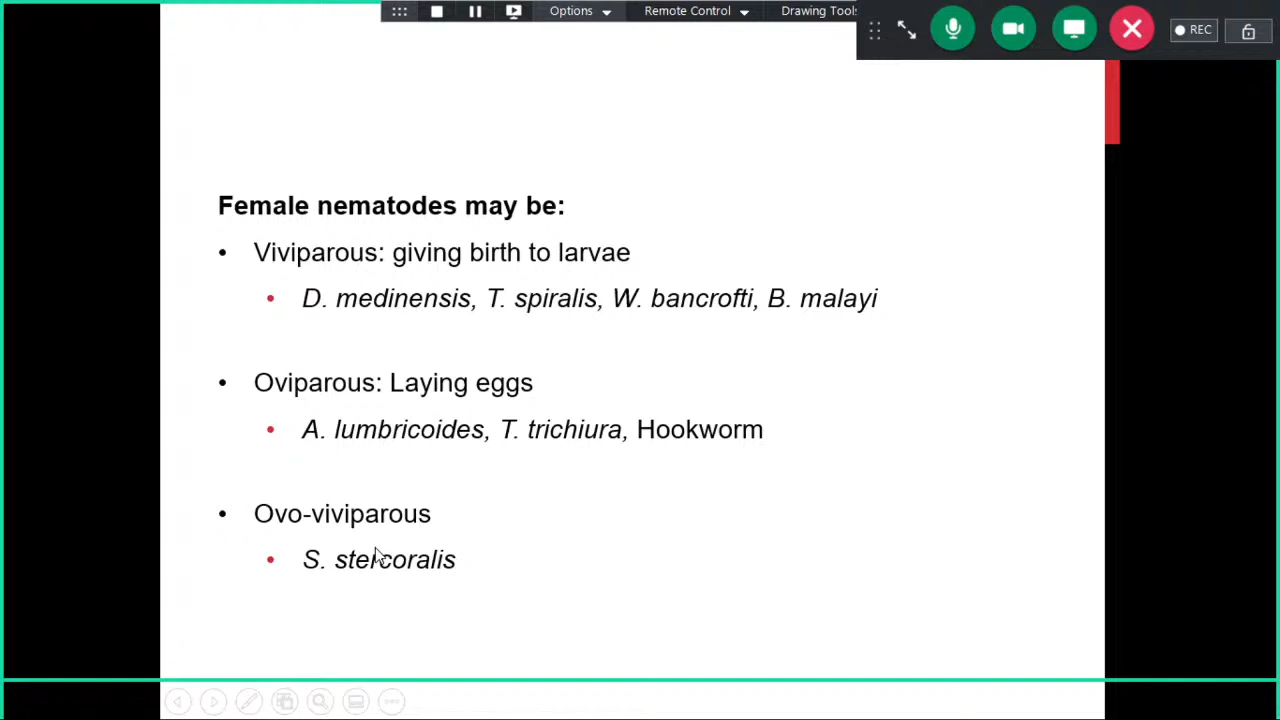 Options
Remote Control
Drawing Tools
REC
Female nematodes may be:
• Viviparous: giving birth to larvae
• D. medinensis, T. spiralis, W. bancrofti, B. malayi
• Oviparous: Laying eggs
• A. lumbricoides, T. trichiura, Hookworm
• Ovo-viviparous
• S. stercoralis